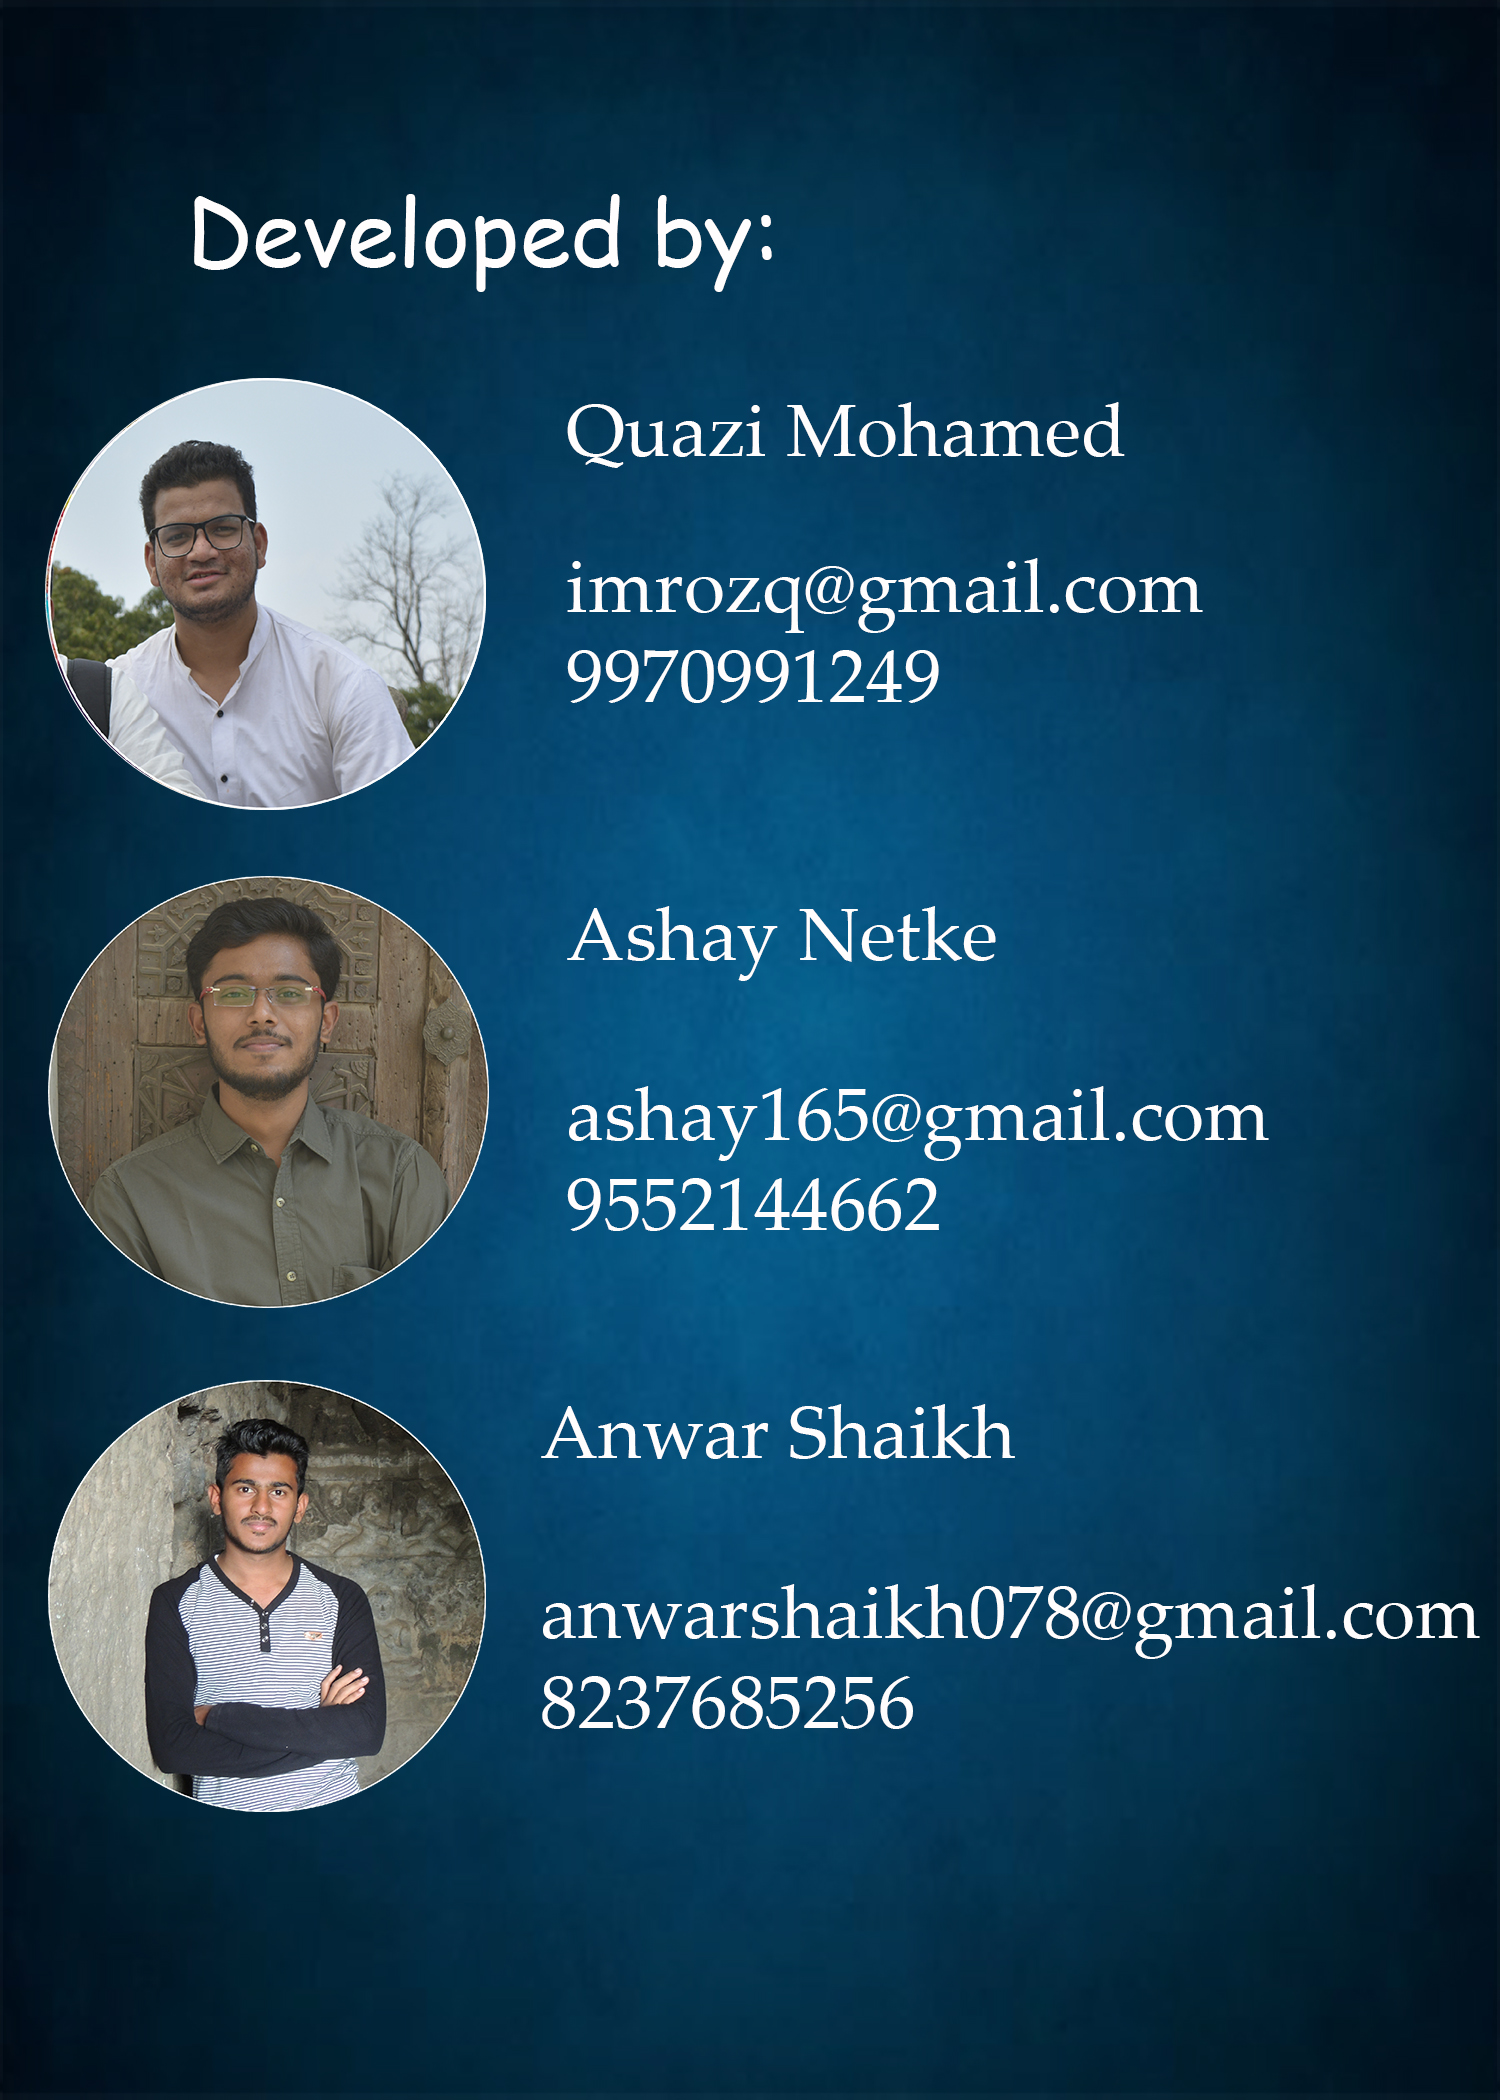 Developed by:
Quazi Mohamed
imrozq@gmail.com
9970991249
Ashay Netke
ashay165@gmail.com
9552144662
Anwar Shaikh
anwarshaikh078@gmail.com
8237685256